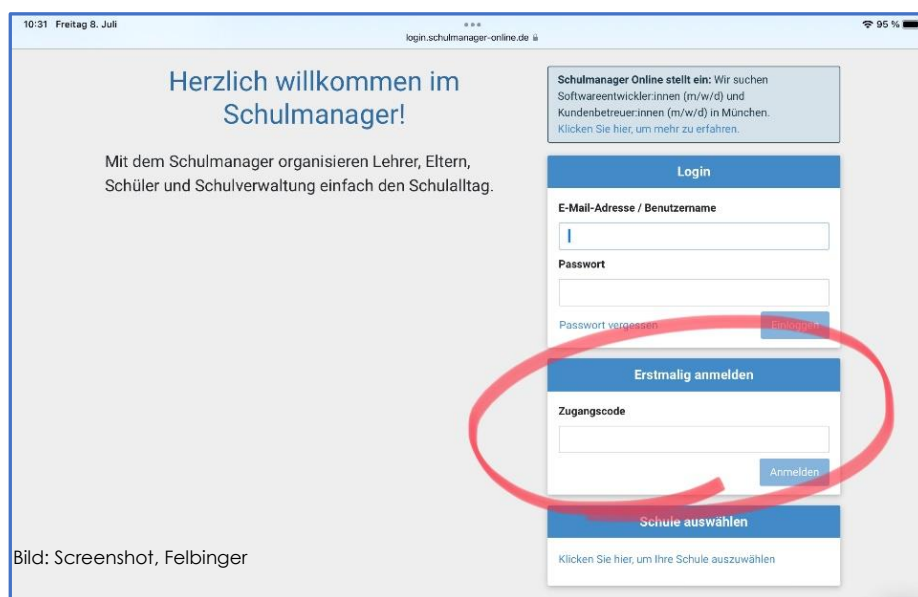 10:31 Freitag 8. Juli
95 %
login.schulmanager-online.de
Herzlich willkommen im
Schulmanager!
Mit dem Schulmanager organisieren Lehrer, Eltern,
Schüler und Schulverwaltung einfach den Schulalltag.
Schulmanager Online stellt ein: Wir suchen
Softwareentwickler:innen (m/w/d) und
Kundenbetreuer:innen (m/w/d) in München.
Klicken Sie hier, um mehr zu erfahren.
Login
E-Mail-Adresse / Benutzername
Passwort
Passwort vergessen
Einloggen
Erstmalig anmelden
Zugangscode
Anmelden
Schule auswählen
Klicken Sie hier, um Ihre Schule auszuwählen
Bild: Screenshot, Felbinger